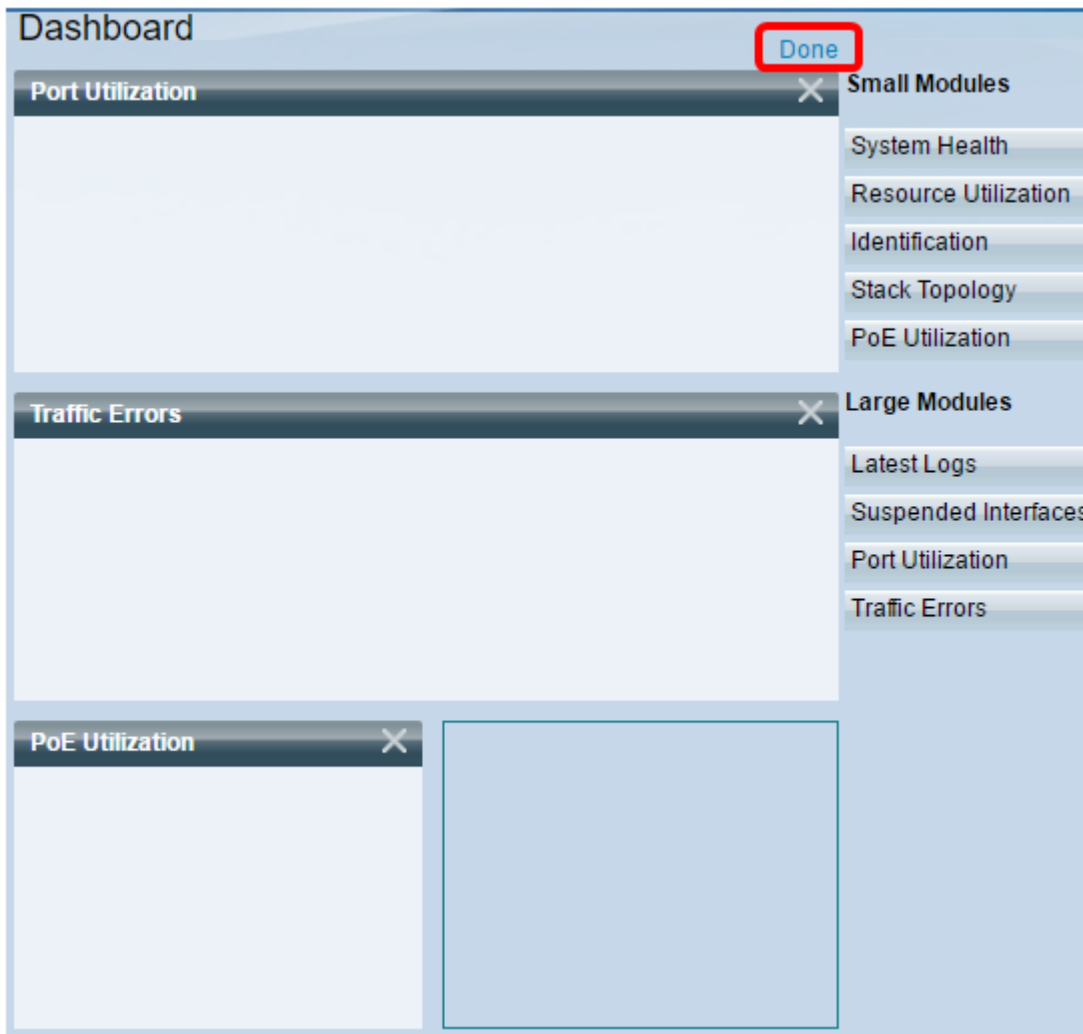 Dashboard
Done
Port Utilization
Small Modules
System Health
Resource Utilization
Identification
Stack Topology
PoE Utilization
Traffic Errors
Large Modules
Latest Logs
Suspended Interfaces
Port Utilization
Traffic Errors
PoE Utilization